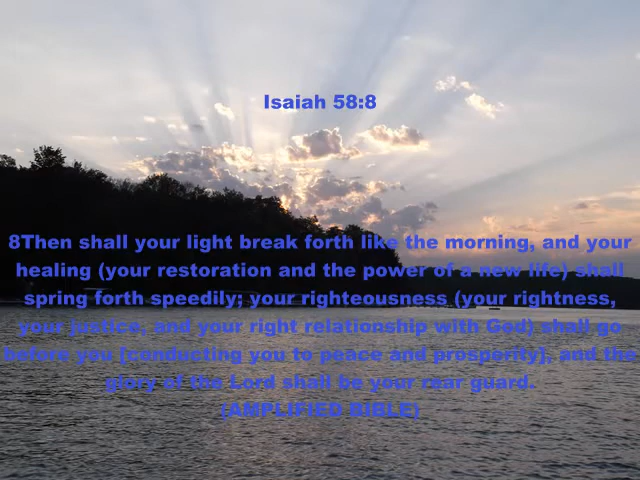 Isaiah 58:8
8Then shall your light break forth like the morning, and your
healing (your restoration and the power of a new life) shall
spring forth speedily; your righteousness (your rightness,
your justice, and your right relationship with God) shall go
before you [conducting you to peace and prosperity], and the
glory of the Lord shall be your rear guard.
(AMPLIFIED BIBLE)